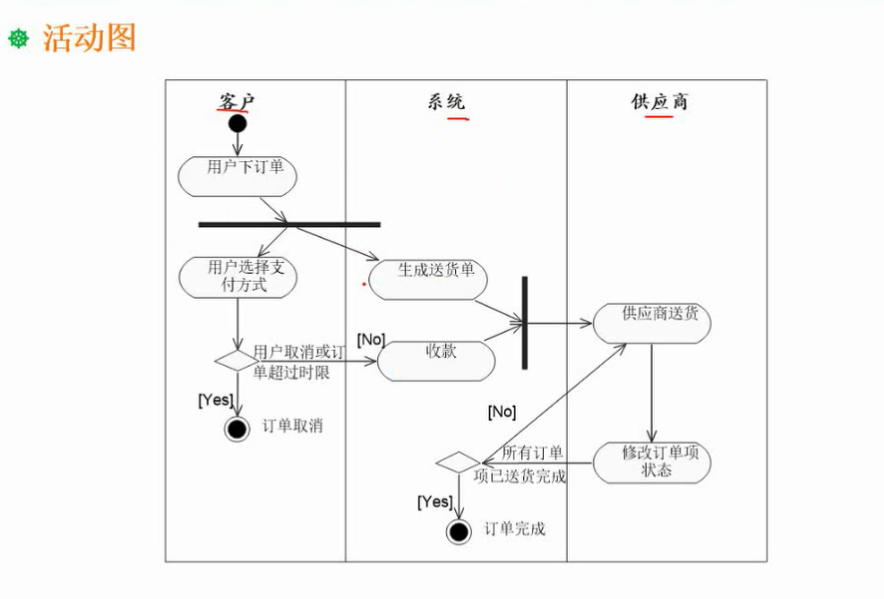 活动图
客户
系统
供应商
用户下订单
用户选择支
付方式
生成送货单
供应商送货
[No]
收款
用户取消或订
单超过时限
[Yes]
订单取消
[No]
所有订单
项已送货完成
修改订单项
状态
[Yes]
订单完成